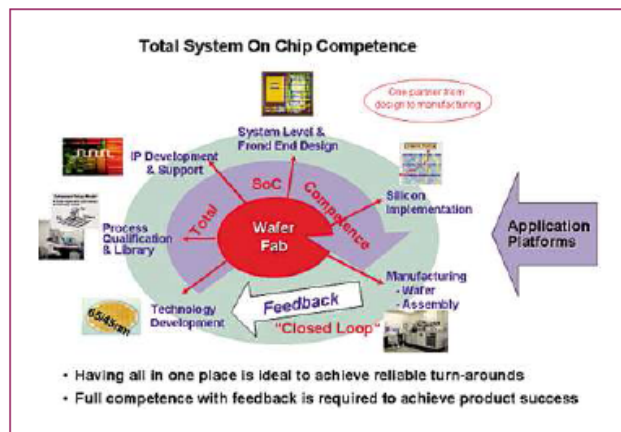 Total System On Chip Competence
One partner from
design to manufacturing
System Level &
Frond End Design
IP Development
& Support
SoC
Total
Competence
Silicon
Implementation
Wafer
Fab
Process
Qualification
& Library
Application
Platforms
Manufacturing
- Wafer
- Assembly
Technology
Development
Feedback
"Closed Loop"
65/45nm
• Having all in one place is ideal to achieve reliable turn-arounds
• Full competence with feedback is required to achieve product success